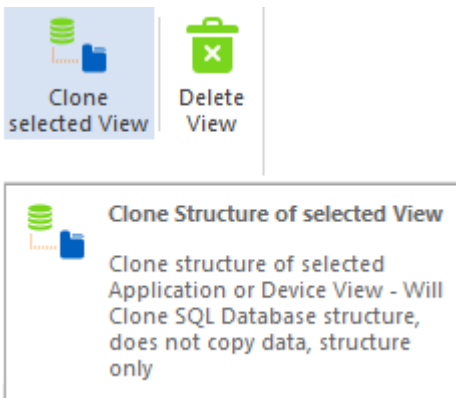 Clone
selected View
Delete
View
Clone Structure of selected View
Clone structure of selected
Application or Device View - Will
Clone SQL Database structure,
does not copy data, structure
only